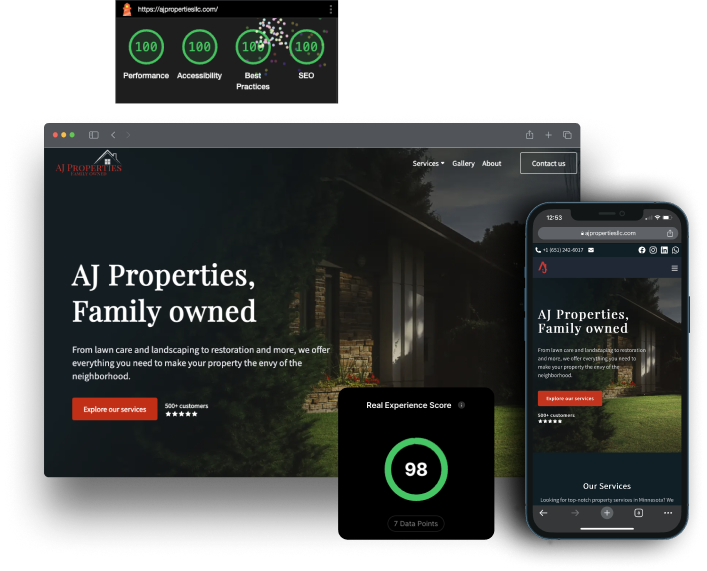 https://ajpropertiesllc.com/
100 100 100 100
Performance Accessibility Best Practices SEO
AJ PROPERTIES
FAMILY OWNED
Services Gallery About Contact us
AJ Properties,
Family owned
From lawn care and landscaping to restoration and more, we offer
everything you need to make your property the envy of the
neighborhood.
Explore our services
500+ customers
Real Experience Score
98
7 Data Points
12:53
ajpropertiesllc.com
+1 (651) 242-6017
AJ Properties,
Family owned
From lawn care and landscaping to restoration
and more, we offer everything you need to
make your property the envy of the
neighborhood.
Explore our services
500+ customers
Our Services
Looking for top-notch property services in Minnesota? We